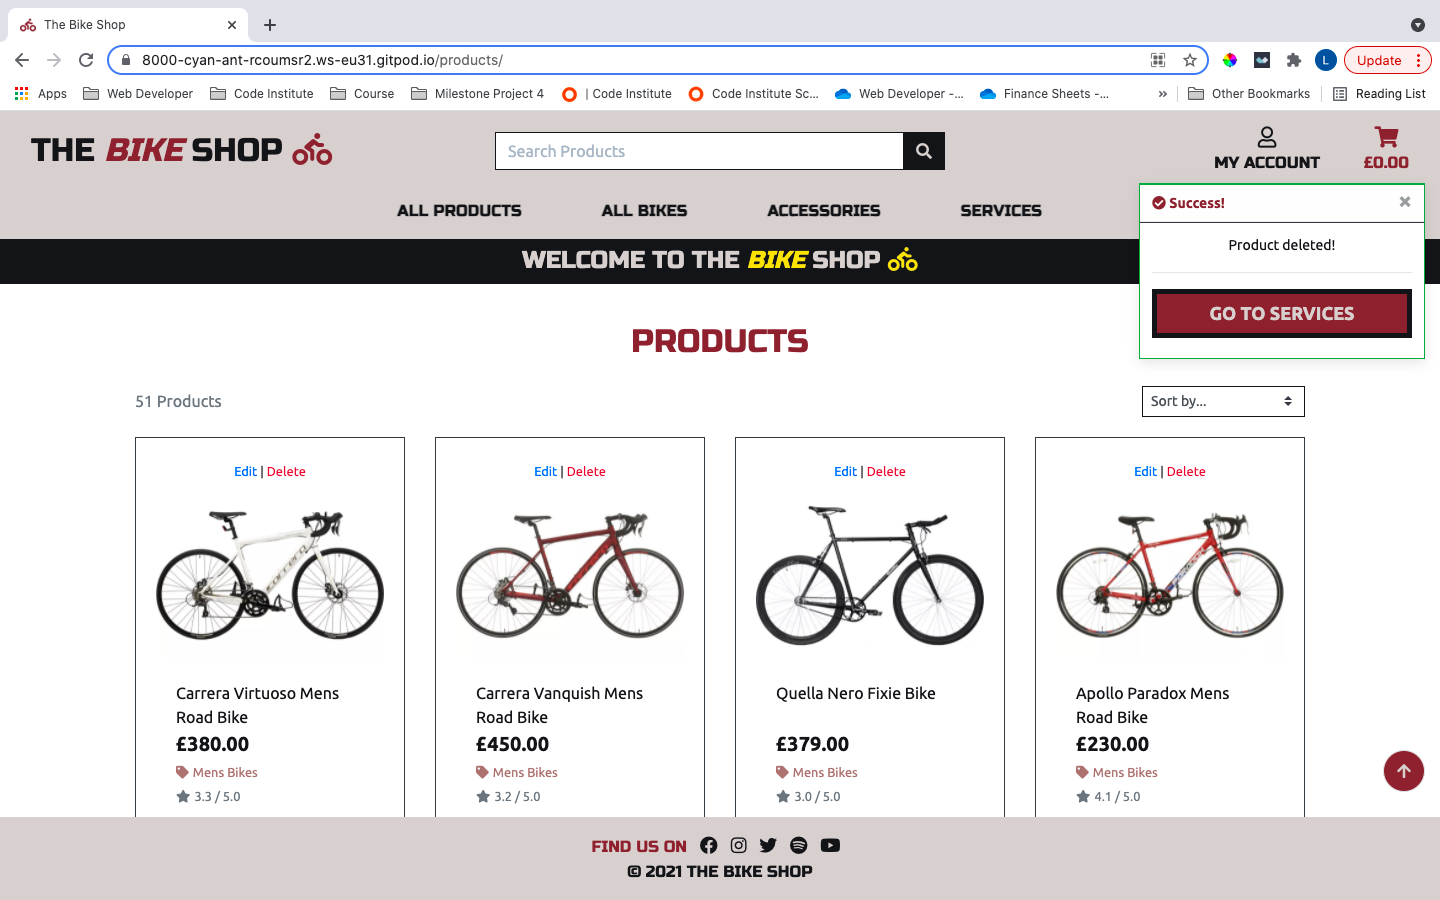 The Bike Shop
8000-cyan-ant-rcoumsr2.ws-eu31.gitpod.io/products/
L
Update
Apps
Web Developer
Code Institute
Course
Milestone Project 4
| Code Institute
Code Institute Sc...
Web Developer -...
Finance Sheets -...
»
Other Bookmarks
Reading List
THE BIKE SHOP
Search Products
MY ACCOUNT
£0.00
ALL PRODUCTS
ALL BIKES
ACCESSORIES
SERVICES
Success!
Product deleted!
GO TO SERVICES
WELCOME TO THE BIKE SHOP
PRODUCTS
51 Products
Sort by...
Edit | Delete
Carrera Virtuoso Mens
Road Bike
£380.00
Mens Bikes
3.3 / 5.0
Edit | Delete
Carrera Vanquish Mens
Road Bike
£450.00
Mens Bikes
3.2 / 5.0
Edit | Delete
Quella Nero Fixie Bike
£379.00
Mens Bikes
3.0 / 5.0
Edit | Delete
Apollo Paradox Mens
Road Bike
£230.00
Mens Bikes
4.1 / 5.0
FIND US ON
© 2021 THE BIKE SHOP